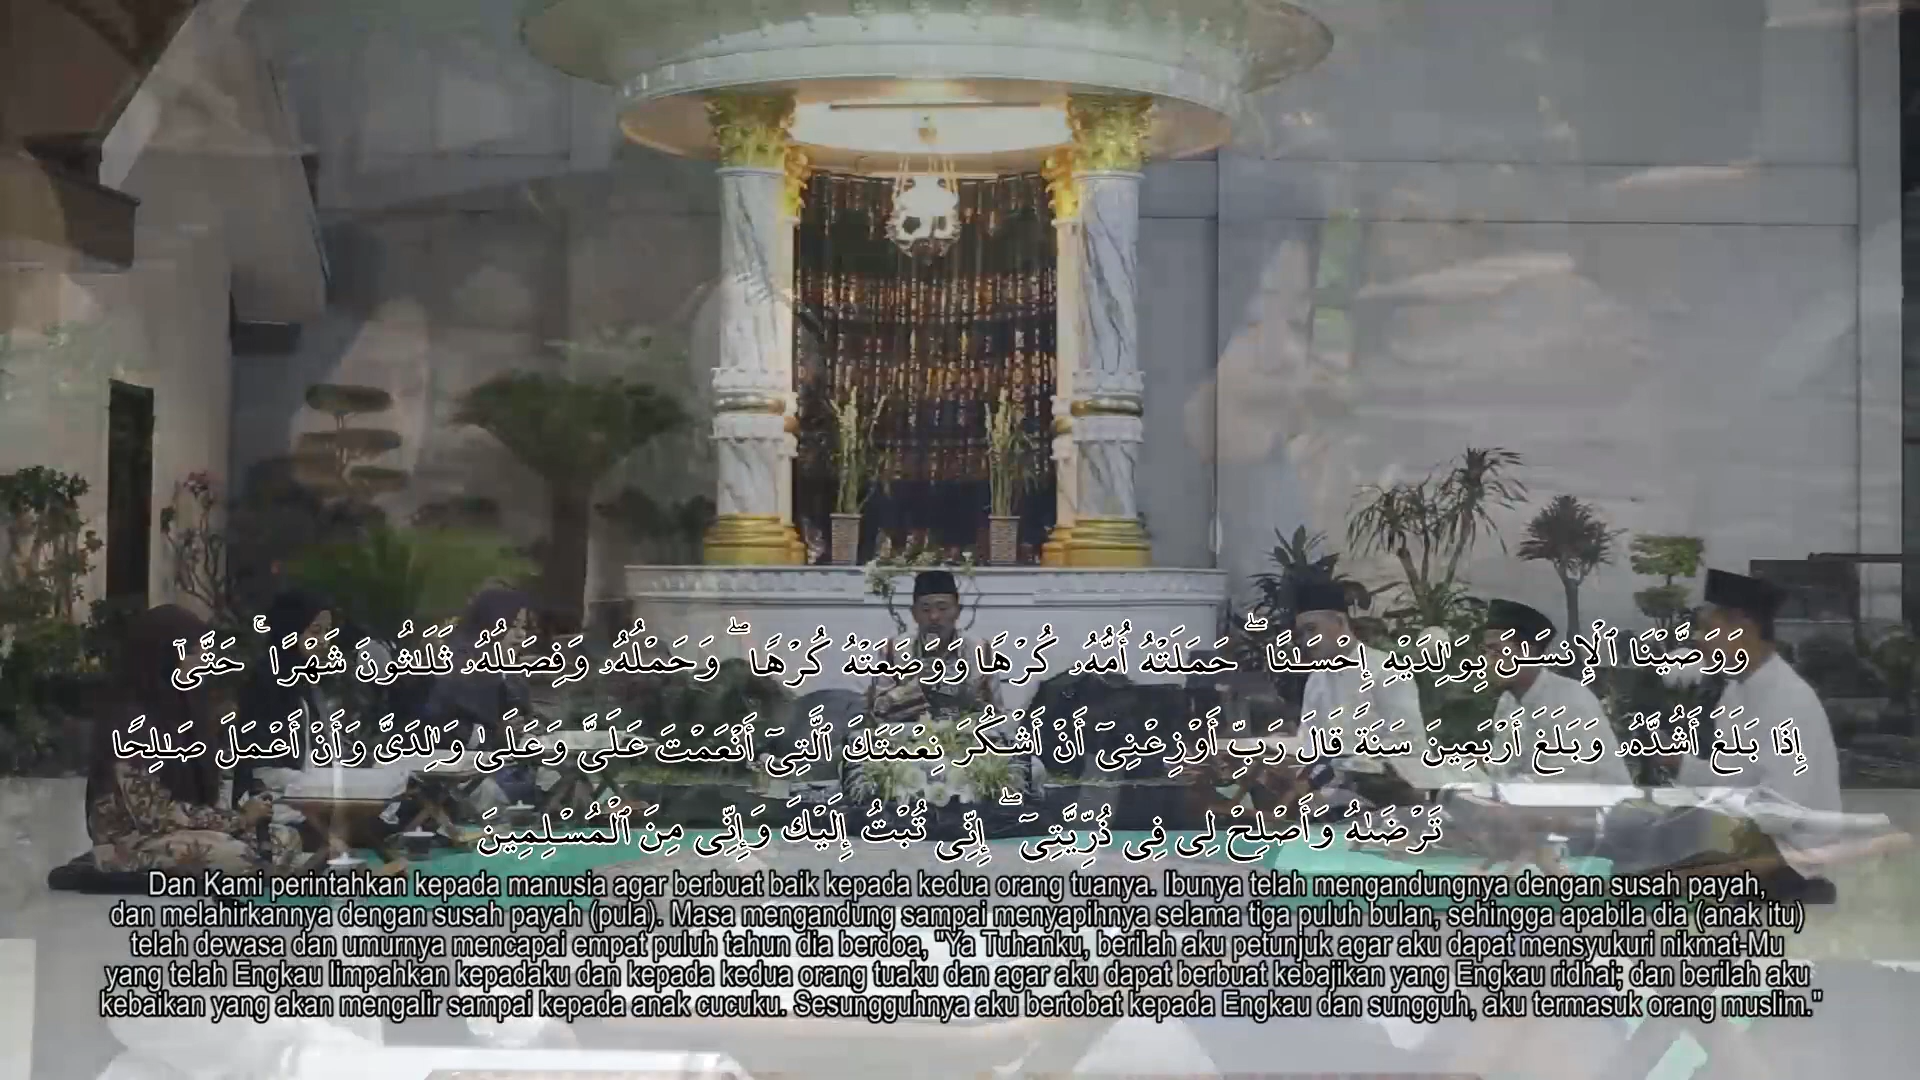 وَوَصَّيْنَا ٱلْإِنسَـٰنَ بِوَٰلِدَيْهِ إِحْسَـٰنًا ۖ حَمَلَتْهُ أُمُّهُۥ كُرْهًا وَوَضَعَتْهُ كُرْهًا ۖ وَحَمْلُهُۥ وَفِصَـٰلُهُۥ ثَلَـٰثُونَ شَهْرًا ۚ حَتَّىٰٓ
إِذَا بَلَغَ أَشُدَّهُۥ وَبَلَغَ أَرْبَعِينَ سَنَةً قَالَ رَبِّ أَوْزِعْنِىٓ أَنْ أَشْكُرَ نِعْمَتَكَ ٱلَّتِىٓ أَنْعَمْتَ عَلَىَّ وَعَلَىٰ وَٰلِدَىَّ وَأَنْ أَعْمَلَ صَـٰلِحًا
تَرْضَىٰهُ وَأَصْلِحْ لِى فِى ذُرِّيَّتِىٓ ۖ إِنِّى تُبْتُ إِلَيْكَ وَإِنِّى مِنَ ٱلْمُسْلِمِينَ
Dan Kami perintahkan kepada manusia agar berbuat baik kepada kedua orang tuanya. Ibunya telah mengandungnya dengan susah payah,
dan melahirkannya dengan susah payah (pula). Masa mengandung sampai menyapihnya selama tiga puluh bulan, sehingga apabila dia (anak itu)
telah dewasa dan umurnya mencapai empat puluh tahun dia berdoa, "Ya Tuhanku, berilah aku petunjuk agar aku dapat mensyukuri nikmat-Mu
yang telah Engkau limpahkan kepadaku dan kepada kedua orang tuaku dan agar aku dapat berbuat kebajikan yang Engkau ridhai; dan berilah aku
kebaikan yang akan mengalir sampai kepada anak cucuku. Sesungguhnya aku bertobat kepada Engkau dan sungguh, aku termasuk orang muslim."